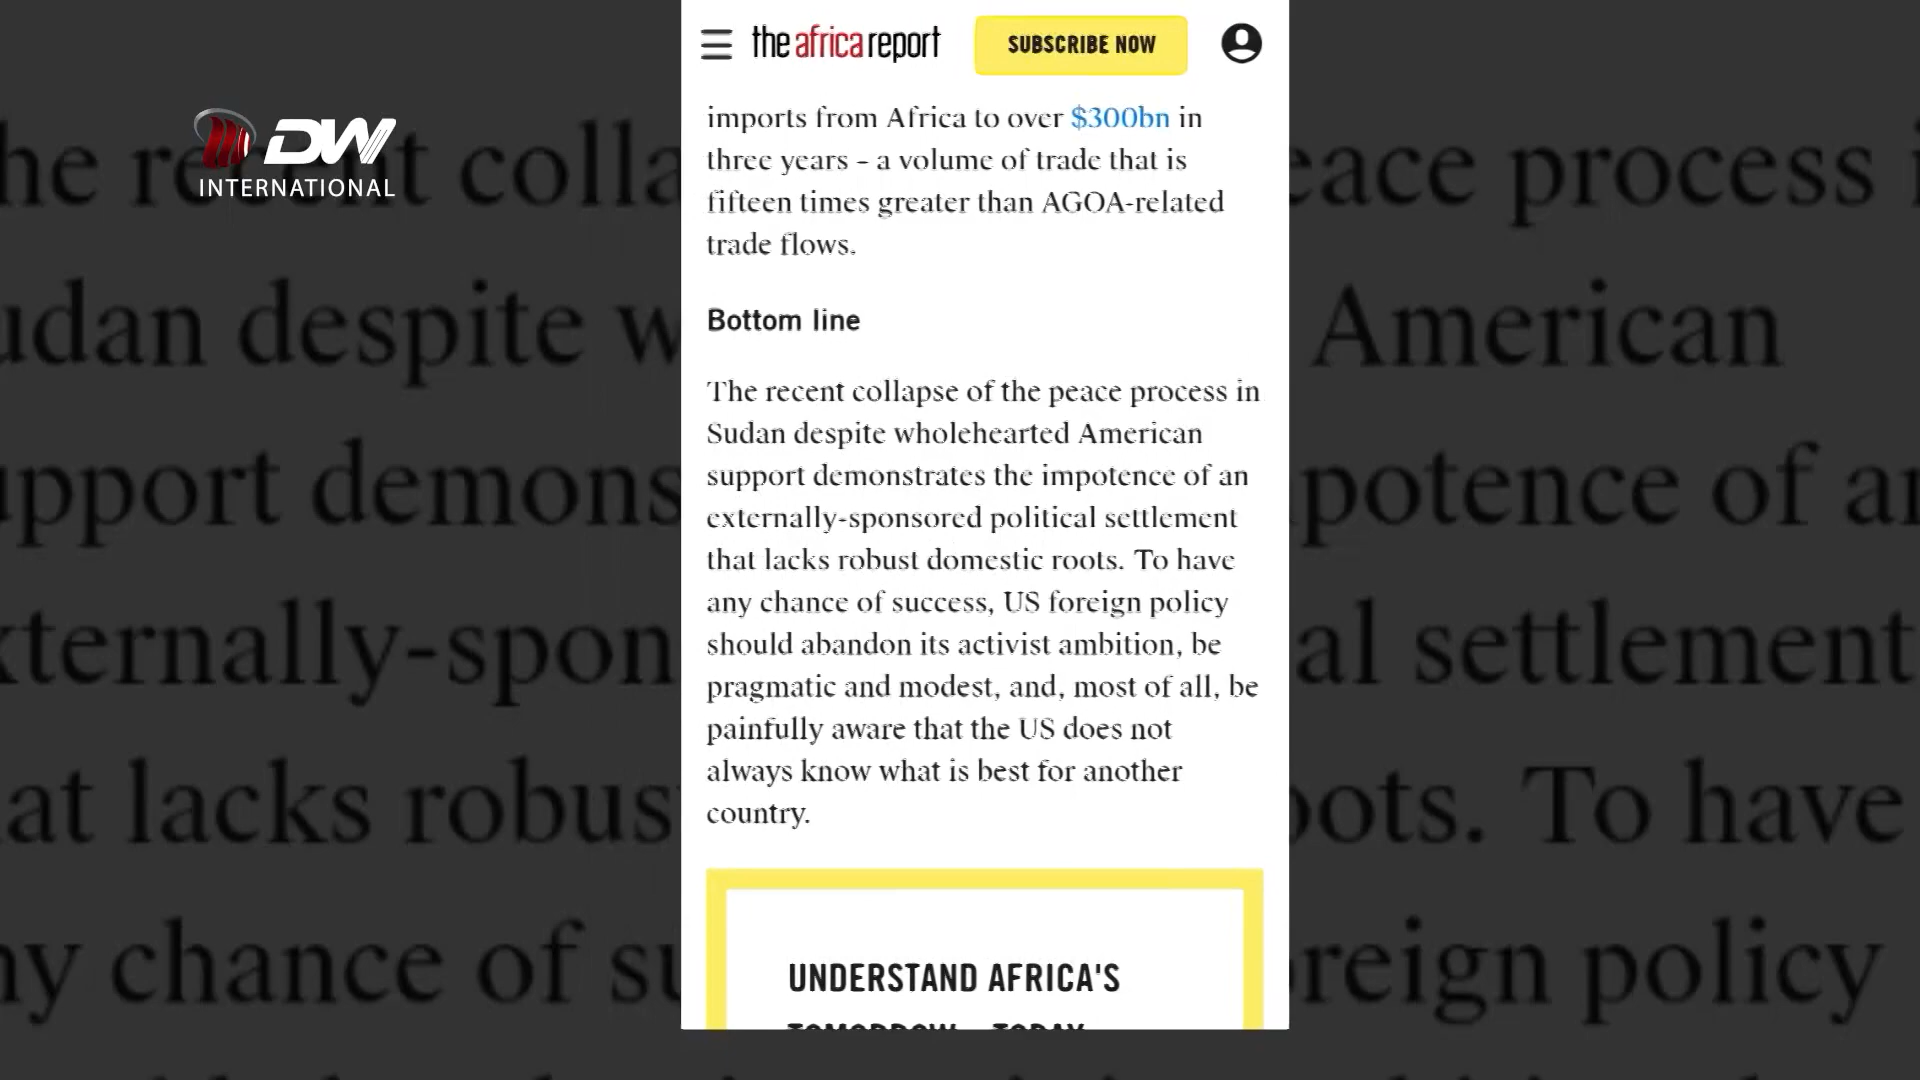 the africa report
SUBSCRIBE NOW
DW
INTERNATIONAL
imports from Africa to over $300bn in
three years – a volume of trade that is
fifteen times greater than AGOA-related
trade flows.
Bottom line
The recent collapse of the peace process in
Sudan despite wholehearted American
support demonstrates the impotence of an
externally-sponsored political settlement
that lacks robust domestic roots. To have
any chance of success, US foreign policy
should abandon its activist ambition, be
pragmatic and modest, and, most of all, be
painfully aware that the US does not
always know what is best for another
country.
UNDERSTAND AFRICA'S
TOMORROW... TODAY